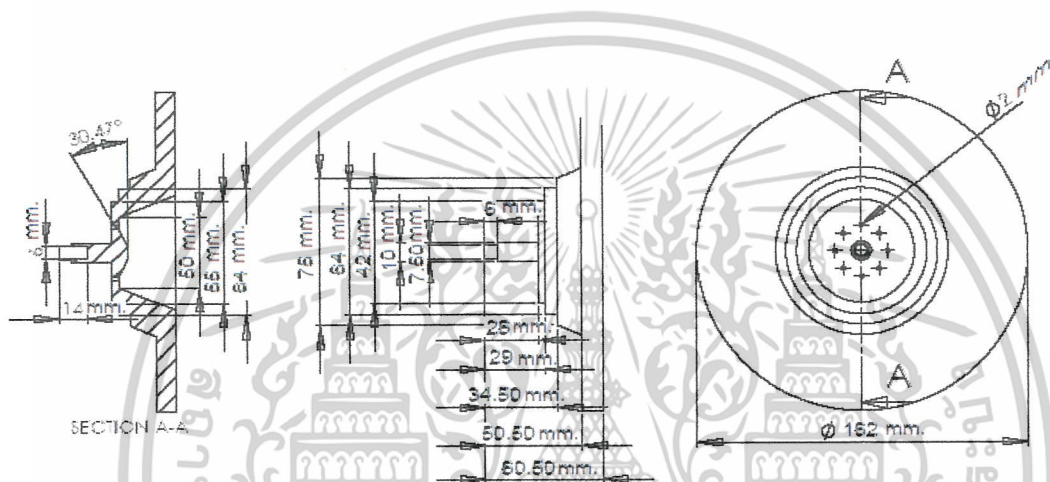 30.47°
6 mm.
14 mm.
50 mm.
55 mm.
64 mm.
SECTION A-A
75 mm.
64 mm.
42 mm.
10 mm.
7.50 mm.
6 mm.
26 mm.
29 mm.
34.50 mm.
50.50 mm.
60.50 mm.
A
A
ϕ 162 mm.